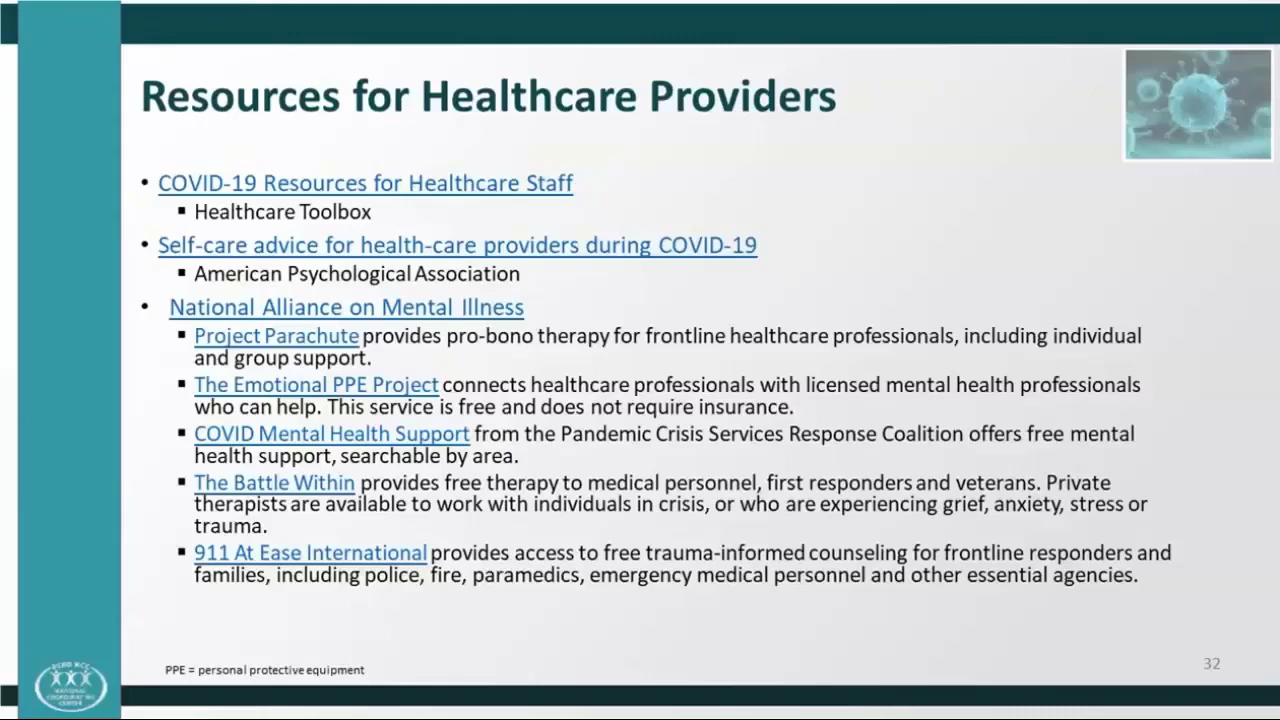 Resources for Healthcare Providers
• COVID-19 Resources for Healthcare Staff
▪ Healthcare Toolbox
• Self-care advice for health-care providers during COVID-19
▪ American Psychological Association
• National Alliance on Mental Illness
▪ Project Parachute provides pro-bono therapy for frontline healthcare professionals, including individual
and group support.
▪ The Emotional PPE Project connects healthcare professionals with licensed mental health professionals
who can help. This service is free and does not require insurance.
▪ COVID Mental Health Support from the Pandemic Crisis Services Response Coalition offers free mental
health support, searchable by area.
▪ The Battle Within provides free therapy to medical personnel, first responders and veterans. Private
therapists are available to work with individuals in crisis, or who are experiencing grief, anxiety, stress or
trauma.
▪ 911 At Ease International provides access to free trauma-informed counseling for frontline responders and
families, including police, fire, paramedics, emergency medical personnel and other essential agencies.
PPE = personal protective equipment
32
NATIONAL
COORDINATING
CENTER